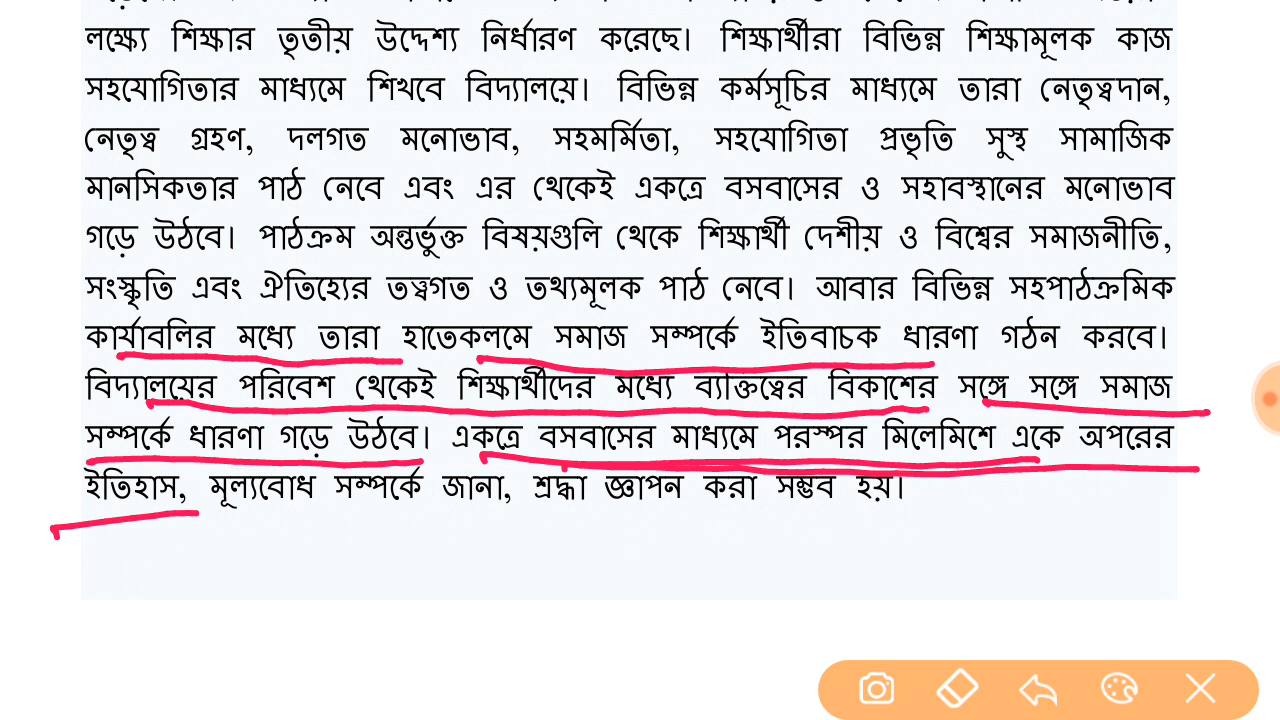 লক্ষ্যে শিক্ষার তৃতীয় উদ্দেশ্য নির্ধারণ করেছে। শিক্ষার্থীরা বিভিন্ন শিক্ষামূলক কাজ
সহযোগিতার মাধ্যমে শিখবে বিদ্যালয়ে। বিভিন্ন কর্মসূচির মাধ্যমে তারা নেতৃত্বদান,
নেতৃত্ব গ্রহণ, দলগত মনোভাব, সহমর্মিতা, সহযোগিতা প্রভৃতি সুস্থ সামাজিক
মানসিকতার পাঠ নেবে এবং এর থেকেই একত্রে বসবাসের ও সহাবস্থানের মনোভাব
গড়ে উঠবে। পাঠক্রম অন্তর্ভুক্ত বিষয়গুলি থেকে শিক্ষার্থী দেশীয় ও বিশ্বের সমাজনীতি,
সংস্কৃতি এবং ঐতিহ্যের তত্ত্বগত ও তথ্যমূলক পাঠ নেবে। আবার বিভিন্ন সহপাঠক্রমিক
কার্যাবলির মধ্যে তারা হাতেকলমে সমাজ সম্পর্কে ইতিবাচক ধারণা গঠন করবে।
বিদ্যালয়ের পরিবেশ থেকেই শিক্ষার্থীদের মধ্যে ব্যক্তিত্বের বিকাশের সঙ্গে সঙ্গে সমাজ
সম্পর্কে ধারণা গড়ে উঠবে। একত্রে বসবাসের মাধ্যমে পরস্পর মিলেমিশে একে অপরের
ইতিহাস, মূল্যবোধ সম্পর্কে জানা, শ্রদ্ধা জ্ঞাপন করা সম্ভব হয়।